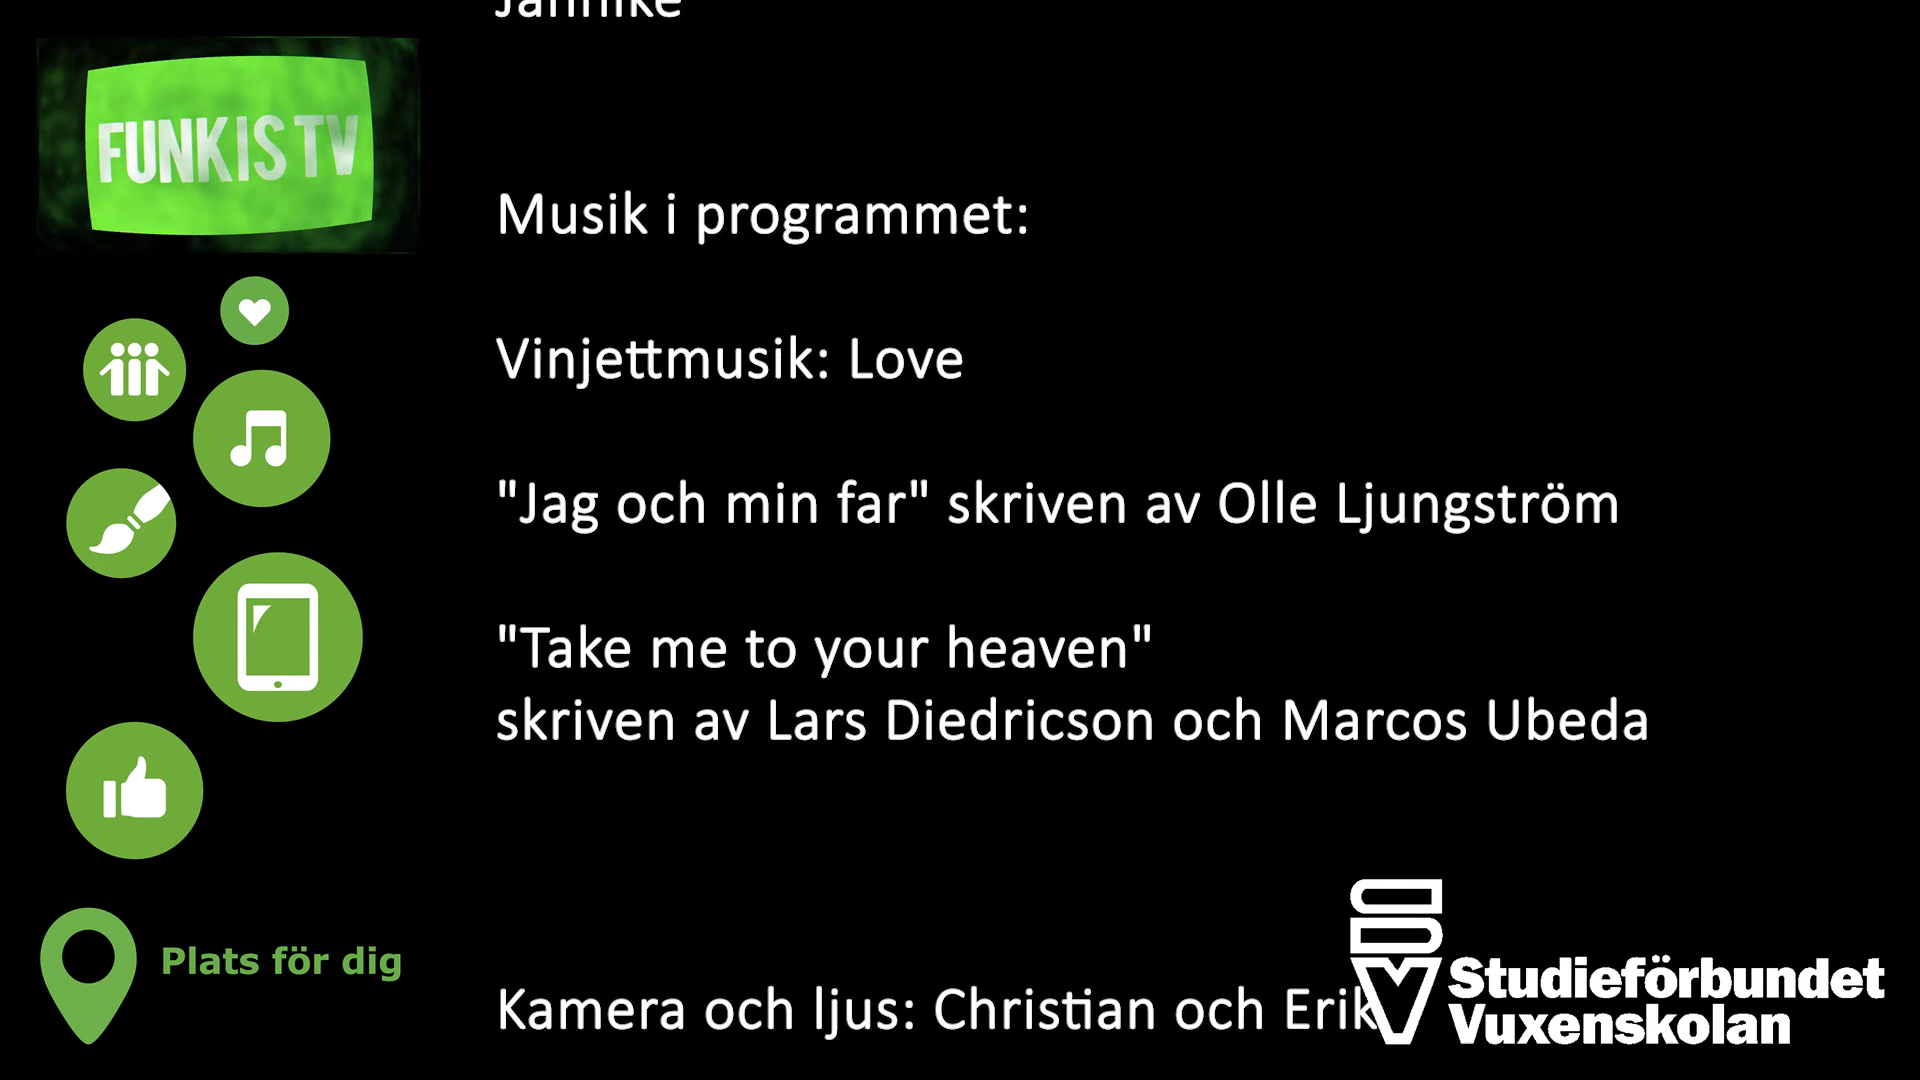 Jannike
FUNKIS TV
Musik i programmet:
Vinjettmusik: Love
"Jag och min far" skriven av Olle Ljungström
"Take me to your heaven"
skriven av Lars Diedricson och Marcos Ubeda
Plats för dig
Kamera och ljus: Christian och Erik
Studieförbundet
Vuxenskolan